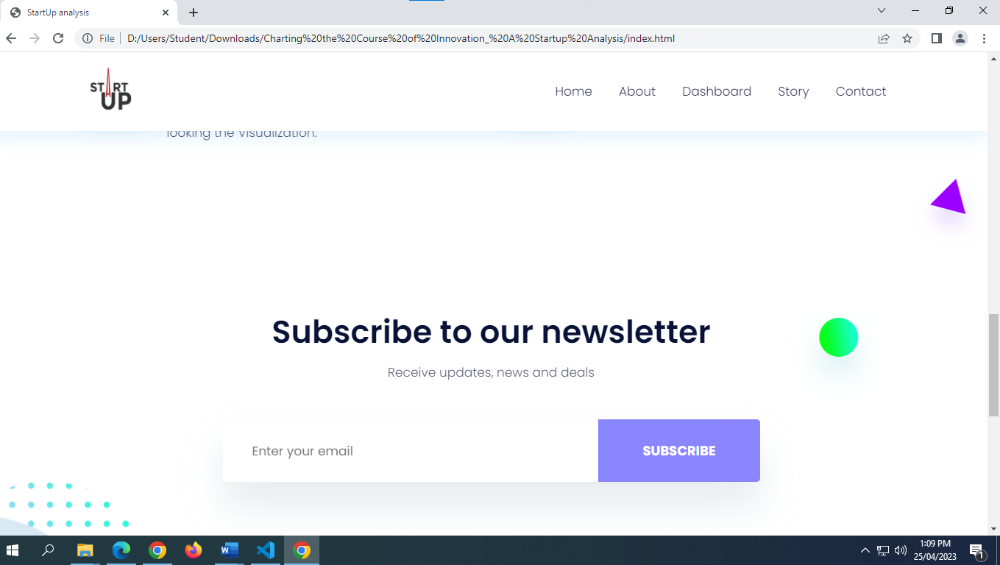 StartUp analysis
File
D:/Users/Student/Downloads/Charting%20the%20Course%20of%20Innovation_%20A%20Startup%20Analysis/index.html
START
UP
Home
About
Dashboard
Story
Contact
looking the Visualization.
Subscribe to our newsletter
Receive updates, news and deals
Enter your email
SUBSCRIBE
1:09 PM
25/04/2023
1